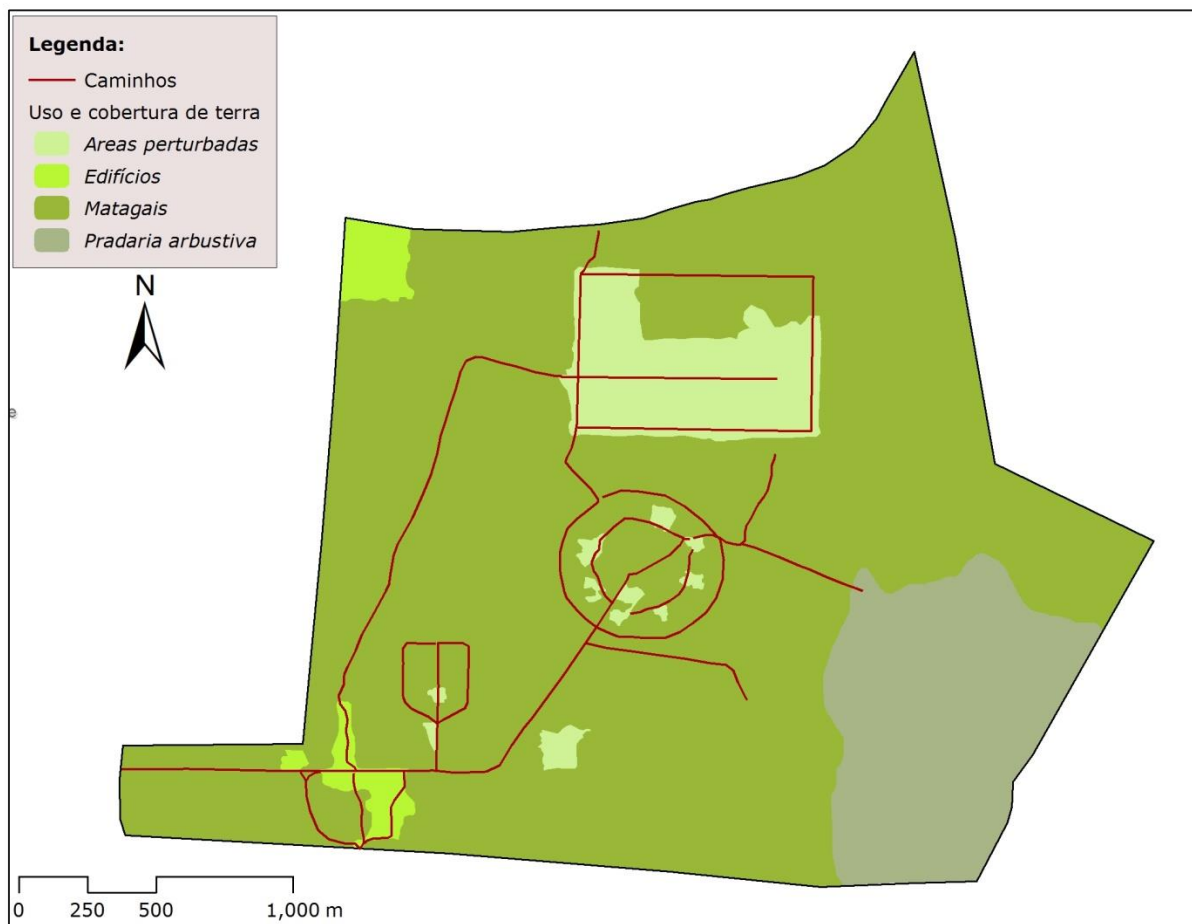 Legenda:
Caminhos
Uso e cobertura de terra
Areas perturbadas
Edifícios
Matagais
Pradaria arbustiva
N
e
0 250 500 1,000 m